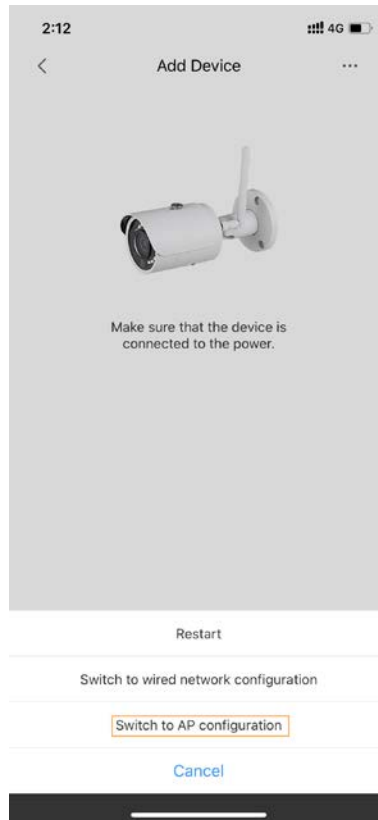 2:12
4G
Add Device
...
Make sure that the device is
connected to the power.
Restart
Switch to wired network configuration
Switch to AP configuration
Cancel